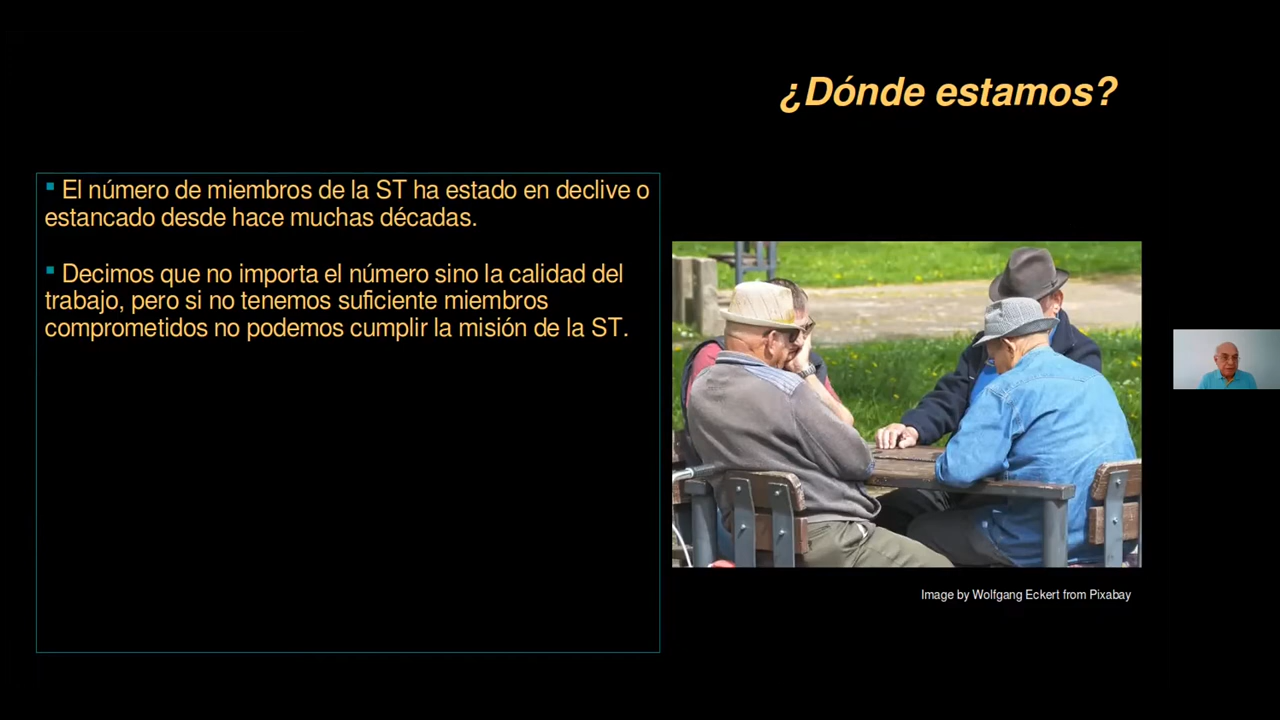 ¿Dónde estamos?
El número de miembros de la ST ha estado en declive o
estancado desde hace muchas décadas.
Decimos que no importa el número sino la calidad del
trabajo, pero si no tenemos suficiente miembros
comprometidos no podemos cumplir la misión de la ST.
Image by Wolfgang Eckert from Pixabay